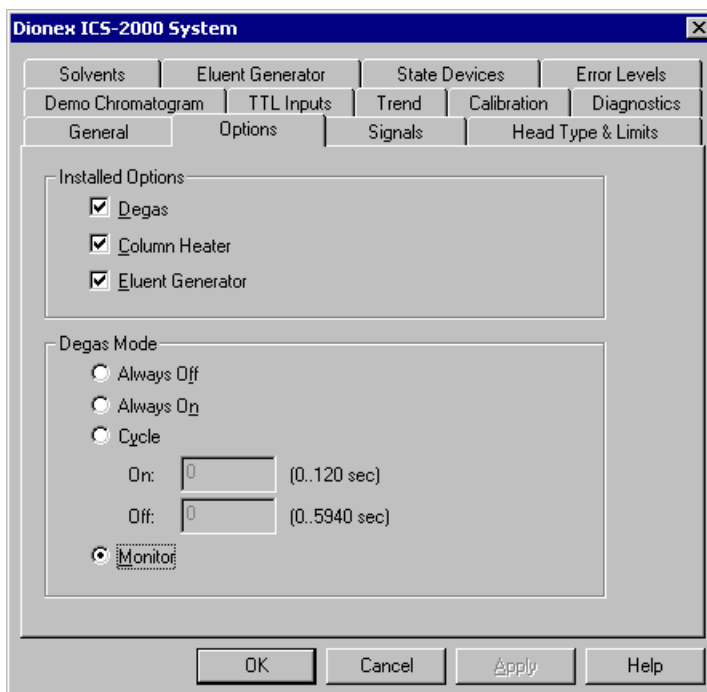 Dionex ICS-2000 System
Solvents Eluent Generator State Devices Error Levels
Demo Chromatogram TTL Inputs Trend Calibration Diagnostics
General Options Signals Head Type & Limits
Installed Options
Degas
Column Heater
Eluent Generator
Degas Mode
Always Off
Always On
Cycle
On: 0 (0..120 sec)
Off: 0 (0..5940 sec)
Monitor
OK Cancel Apply Help